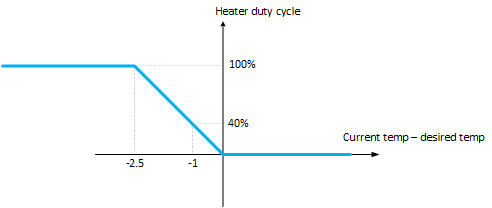 Heater duty cycle
100%
40%
Current temp – desired temp
-2.5
-1